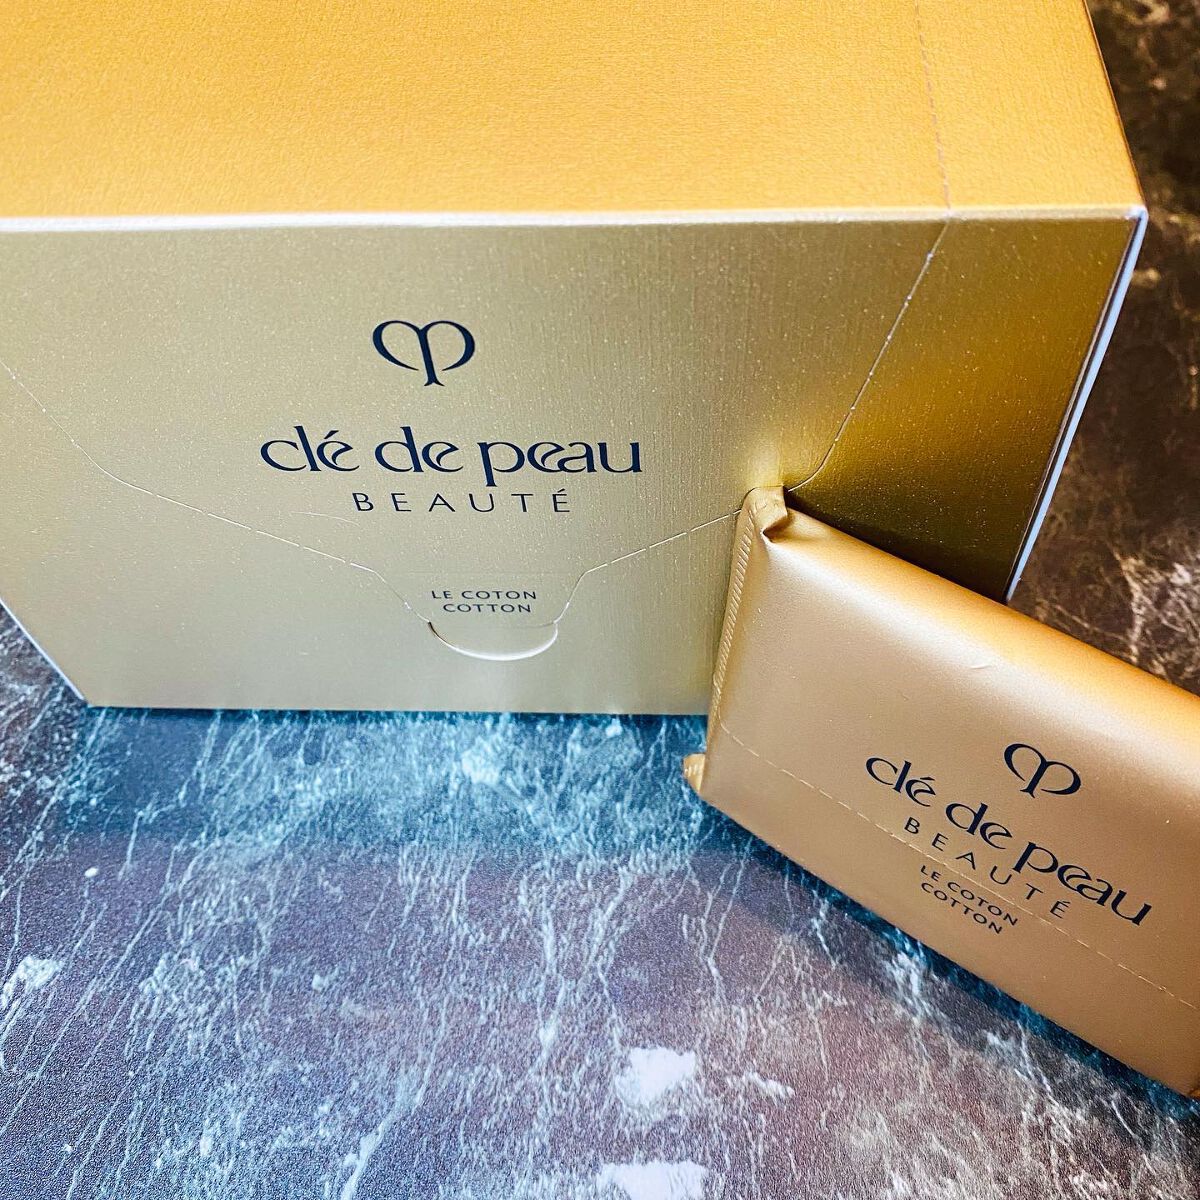 clé de peau
BEAUTÉ
LE COTON
COTTON
clé de peau
BEAUTÉ
LE COTON
COTTON